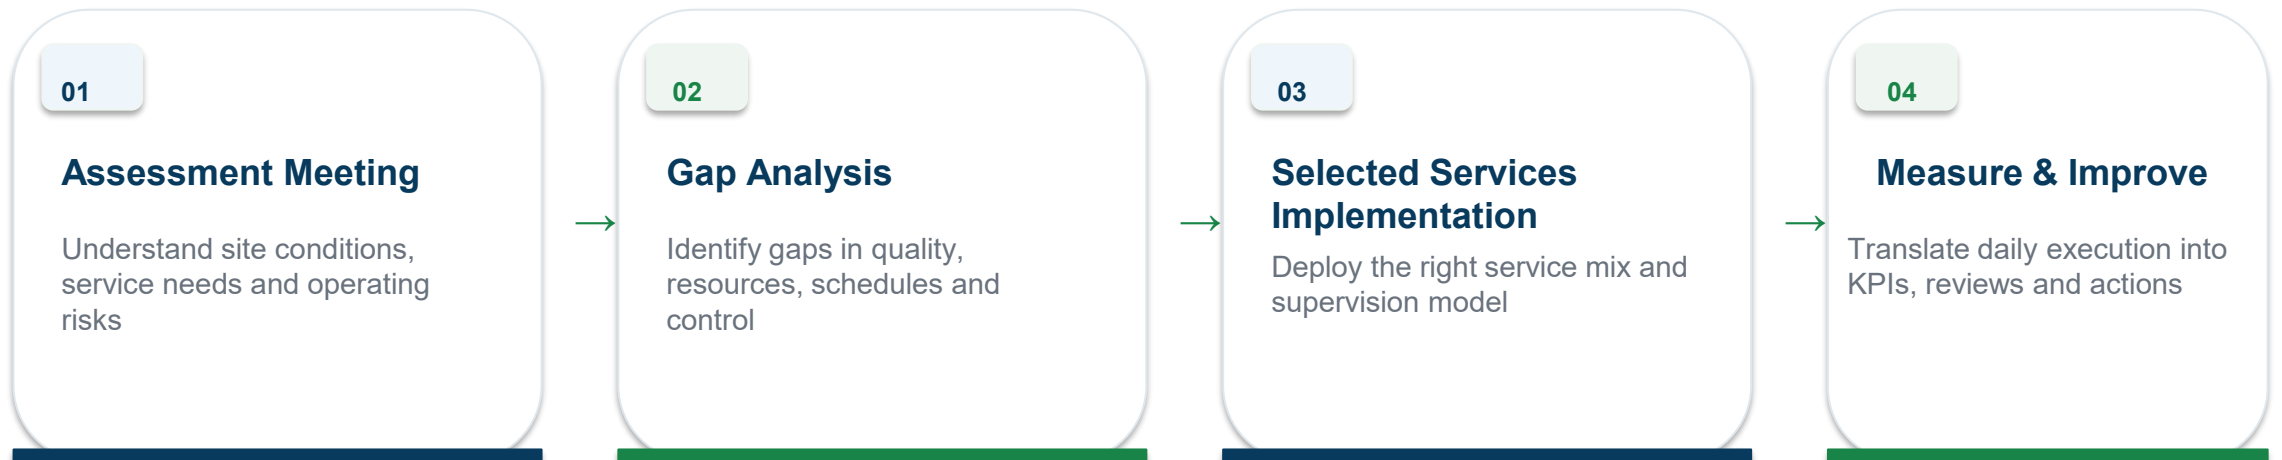 01
Assessment Meeting
Understand site conditions,
service needs and operating
risks
→
02
Gap Analysis
Identify gaps in quality,
resources, schedules and
control
→
03
Selected Services
Implementation
Deploy the right service mix and
supervision model
→
04
Measure & Improve
Translate daily execution into
KPIs, reviews and actions